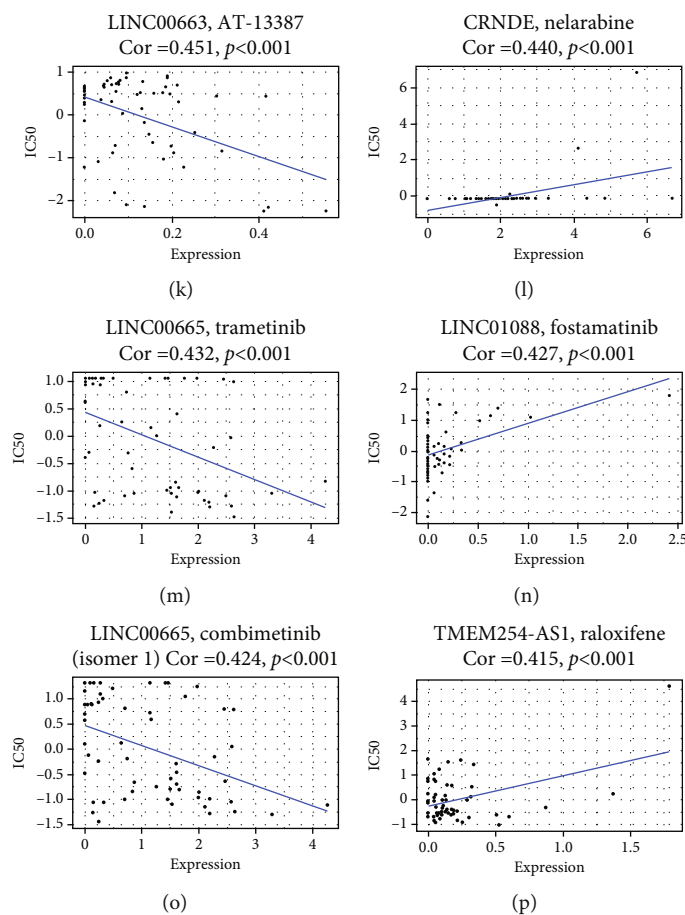 LINC00663, AT-13387
Cor =0.451, p<0.001
1
0
−1
−2
IC50
0.0 0.2 0.4
Expression
(k)
CRNDE, nelarabine
Cor =0.440, p<0.001
6
4
2
0
IC50
0 2 4 6
Expression
(l)
LINC00665, trametinib
Cor =0.432, p<0.001
1.0
0.5
0.0
−0.5
−1.0
−1.5
IC50
0 1 2 3 4
Expression
(m)
LINC01088, fostamatinib
Cor =0.427, p<0.001
2
1
0
−1
−2
IC50
0.0 0.5 1.0 1.5 2.0 2.5
Expression
(n)
LINC00665, combimetinib
(isomer 1) Cor =0.424, p<0.001
1.0
0.5
0.0
−0.5
−1.0
−1.5
IC50
0 1 2 3 4
Expression
(o)
TMEM254-AS1, raloxifene
Cor =0.415, p<0.001
4
3
2
1
0
−1
IC50
0.0 0.5 1.0 1.5
Expression
(p)